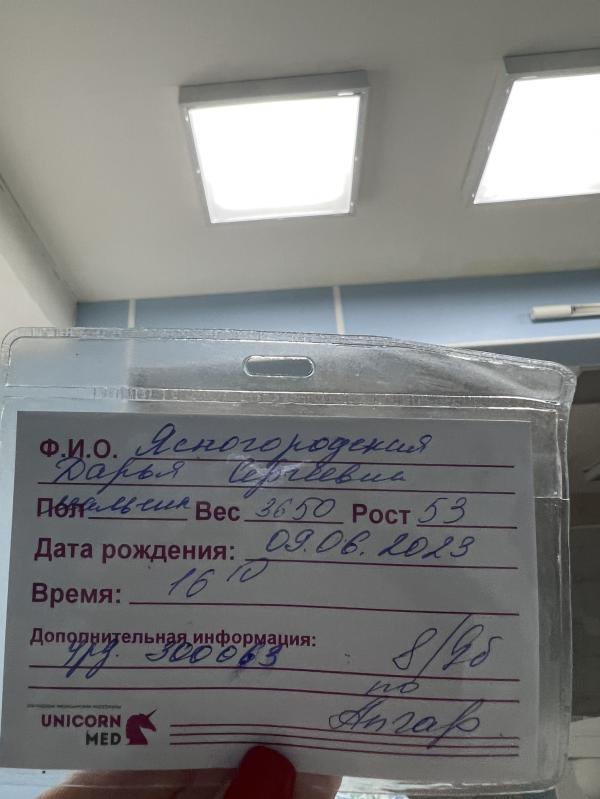 Ф.И.О. Ясногородская
Дарья Сергеевна
Пол мальчик Вес 3650 Рост 53
Дата рождения: 09.06.2023
Время: 16 10
Дополнительная информация:
300063 8/9б
по
Апгар
UNICORN
MED